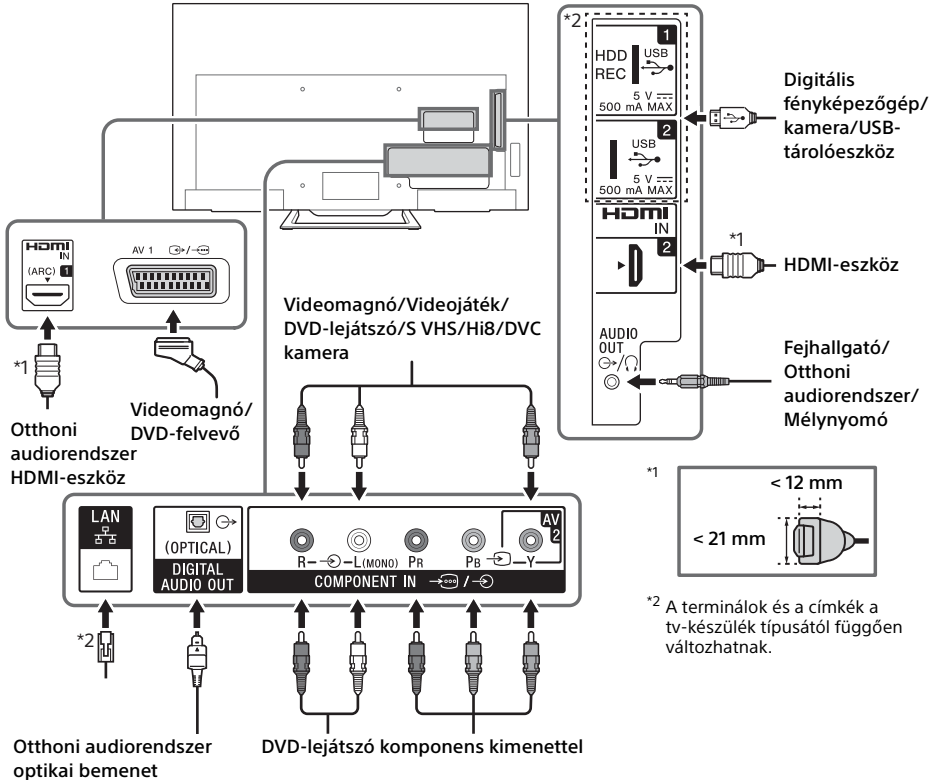 *2
1
HDD
REC
USB
5 V
500 mA MAX
2
USB
5 V
500 mA MAX
HDMI
IN
2
*1
AUDIO
OUT
Digitális
fényképezőgép/
kamera/USB-
tárolóeszköz
HDMI-eszköz
Fejhallgató/
Otthoni
audiorendszer/
Mélynyomó
HDMI
IN
(ARC) 1
AV 1
*1
Otthoni
audiorendszer
HDMI-eszköz
Videomagnó/
DVD-felvevő
Videomagnó/Videojáték/
DVD-lejátszó/S VHS/Hi8/DVC
kamera
LAN
(OPTICAL)
DIGITAL
AUDIO OUT
AV
2
R
L(MONO)
PR
PB
Y
COMPONENT IN
/
*2
Otthoni audiorendszer
optikai bemenet
DVD-lejátszó komponens kimenettel
*1
< 12 mm
< 21 mm
*2 A terminálok és a címkék a
tv-készülék típusától függően
változhatnak.